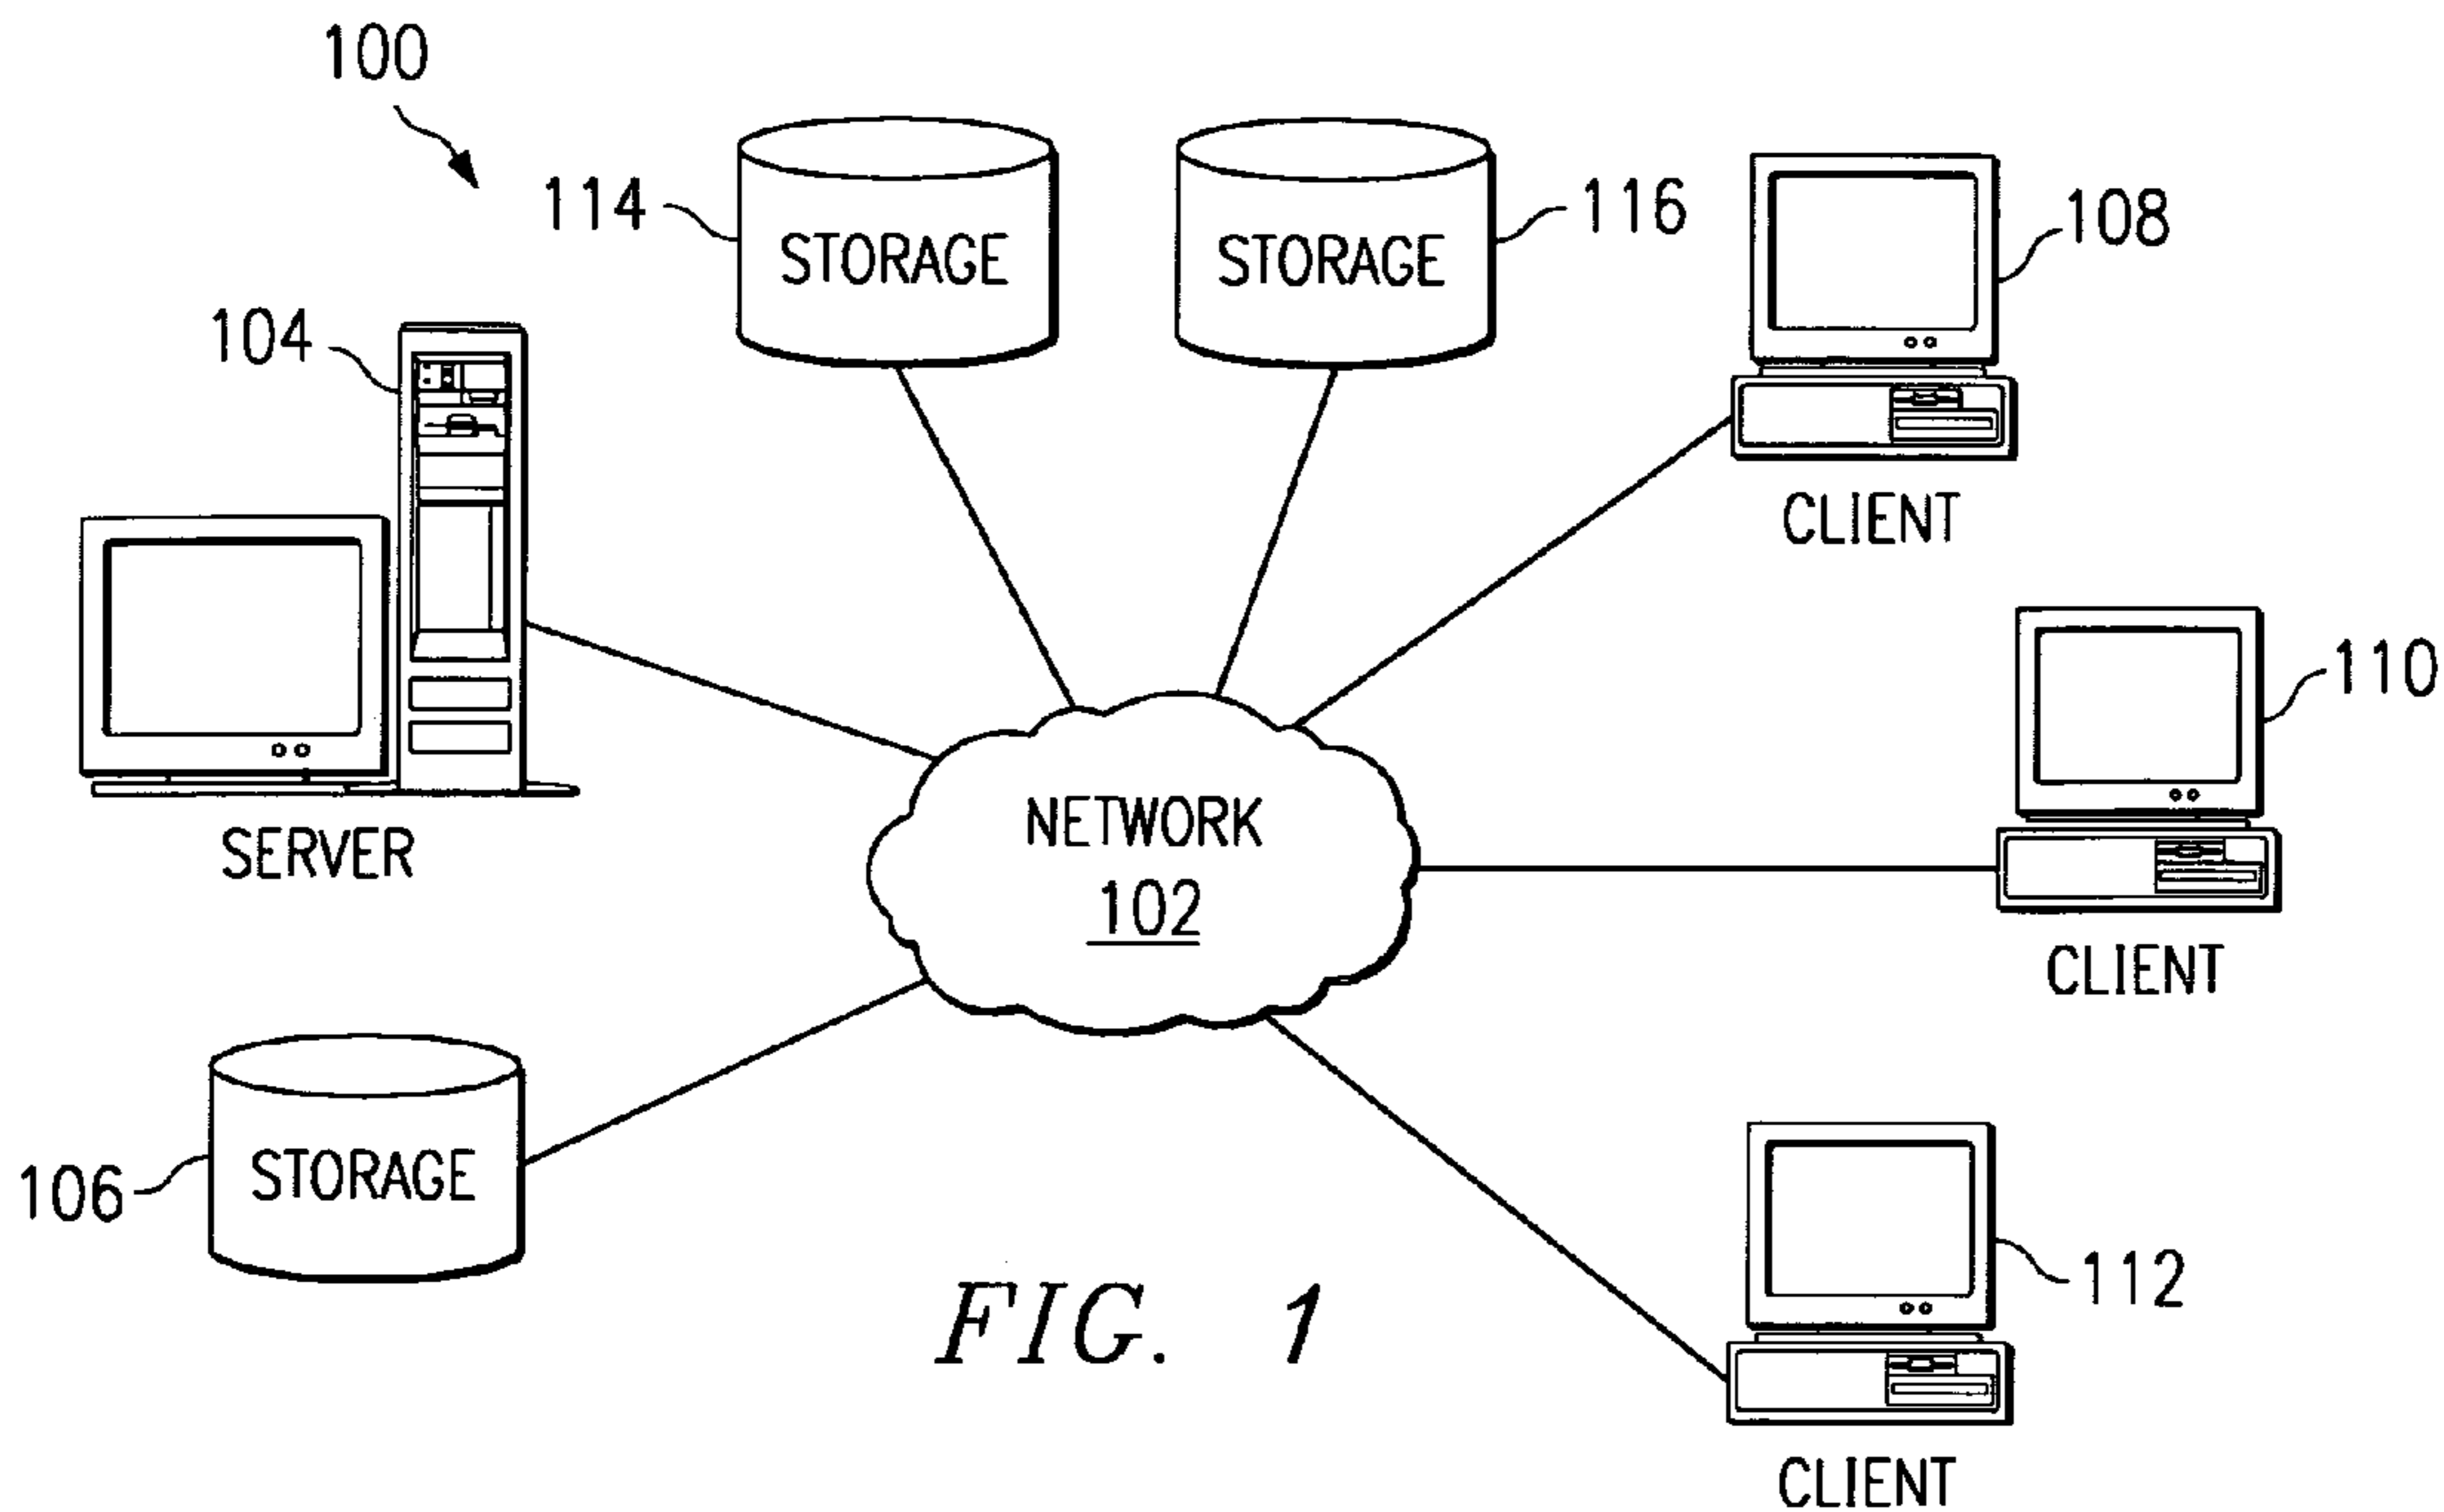 100
114
STORAGE
STORAGE
116
108
104
CLIENT
110
SERVER
NETWORK
102
CLIENT
106
STORAGE
112
FIG. 1
CLIENT